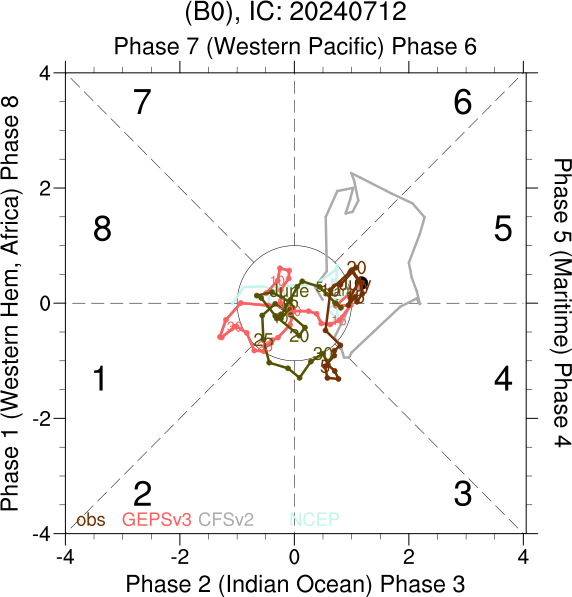 (B0), IC: 20240712
Phase 7 (Western Pacific) Phase 6
4
7
6
2
8
5
0
1
4
-2
2
3
-4
Phase 1 (Western Hem, Africa) Phase 8
Phase 5 (Maritime) Phase 4
20
June
25
20
30
obs
GEPSv3
CFSv2
NCEP
-4
-2
0
2
4
Phase 2 (Indian Ocean) Phase 3